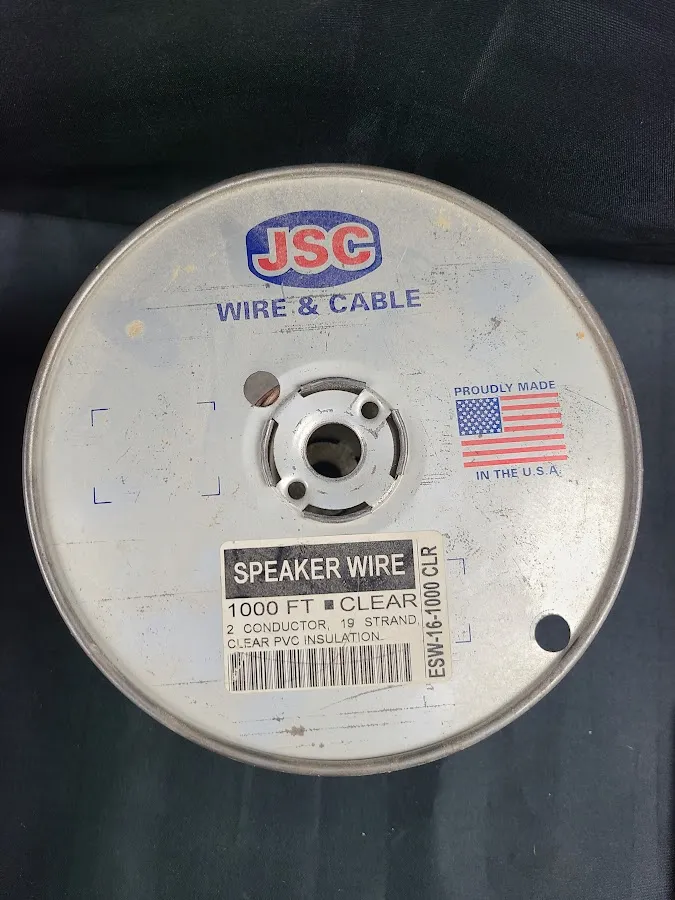 JSC
WIRE & CABLE
PROUDLY MADE
IN THE U.S.A.
SPEAKER WIRE
1000 FT ■ CLEAR
2 CONDUCTOR, 19 STRAND,
CLEAR PVC INSULATION.
ESW-16-1000 CLR